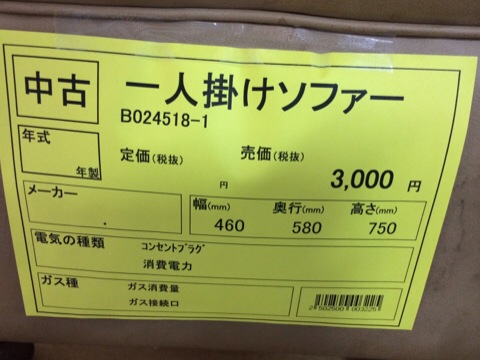 中古
一人掛けソファー
B024518-1
年式
年製
定価(税抜)
円
売価(税抜)
3,000 円
メーカー
幅(mm) 奥行(mm) 高さ(mm)
460 580 750
電気の種類
コンセントプラグ
消費電力
ガス種
ガス消費量
ガス接続口
2 502500 003225